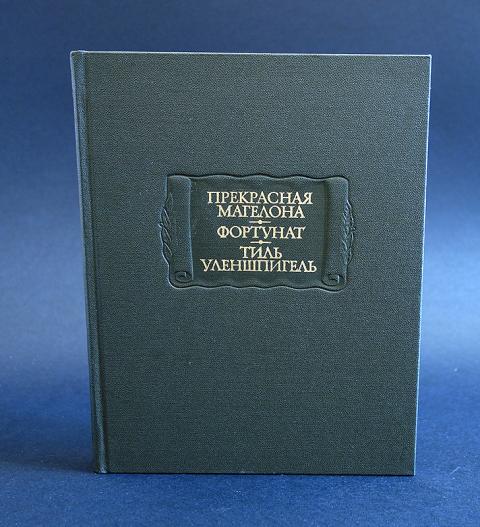 ПРЕКРАСНАЯ
МАГЕЛОНА
ФОРТУНАТ
ТИЛЬ
УЛЕНШПИГЕЛЬ